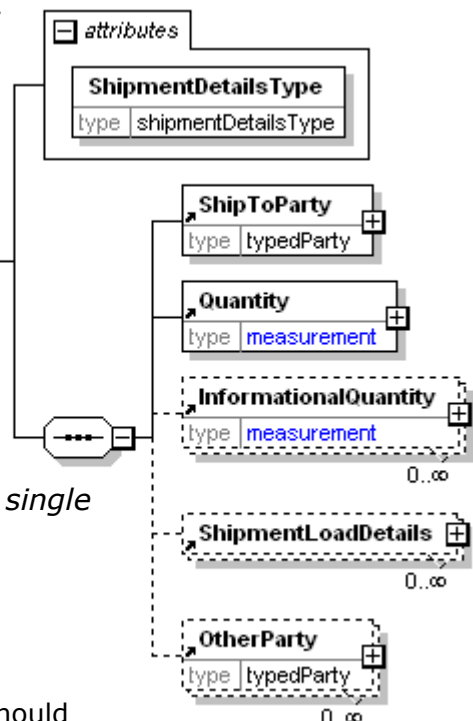 attributes
ShipmentDetailsType
type shipmentDetailsType
ShipToParty
type typedParty
Quantity
type measurement
InformationalQuantity
type measurement
0..∞
single
ShipmentLoadDetails
0..∞
OtherParty
type typedParty
0..∞